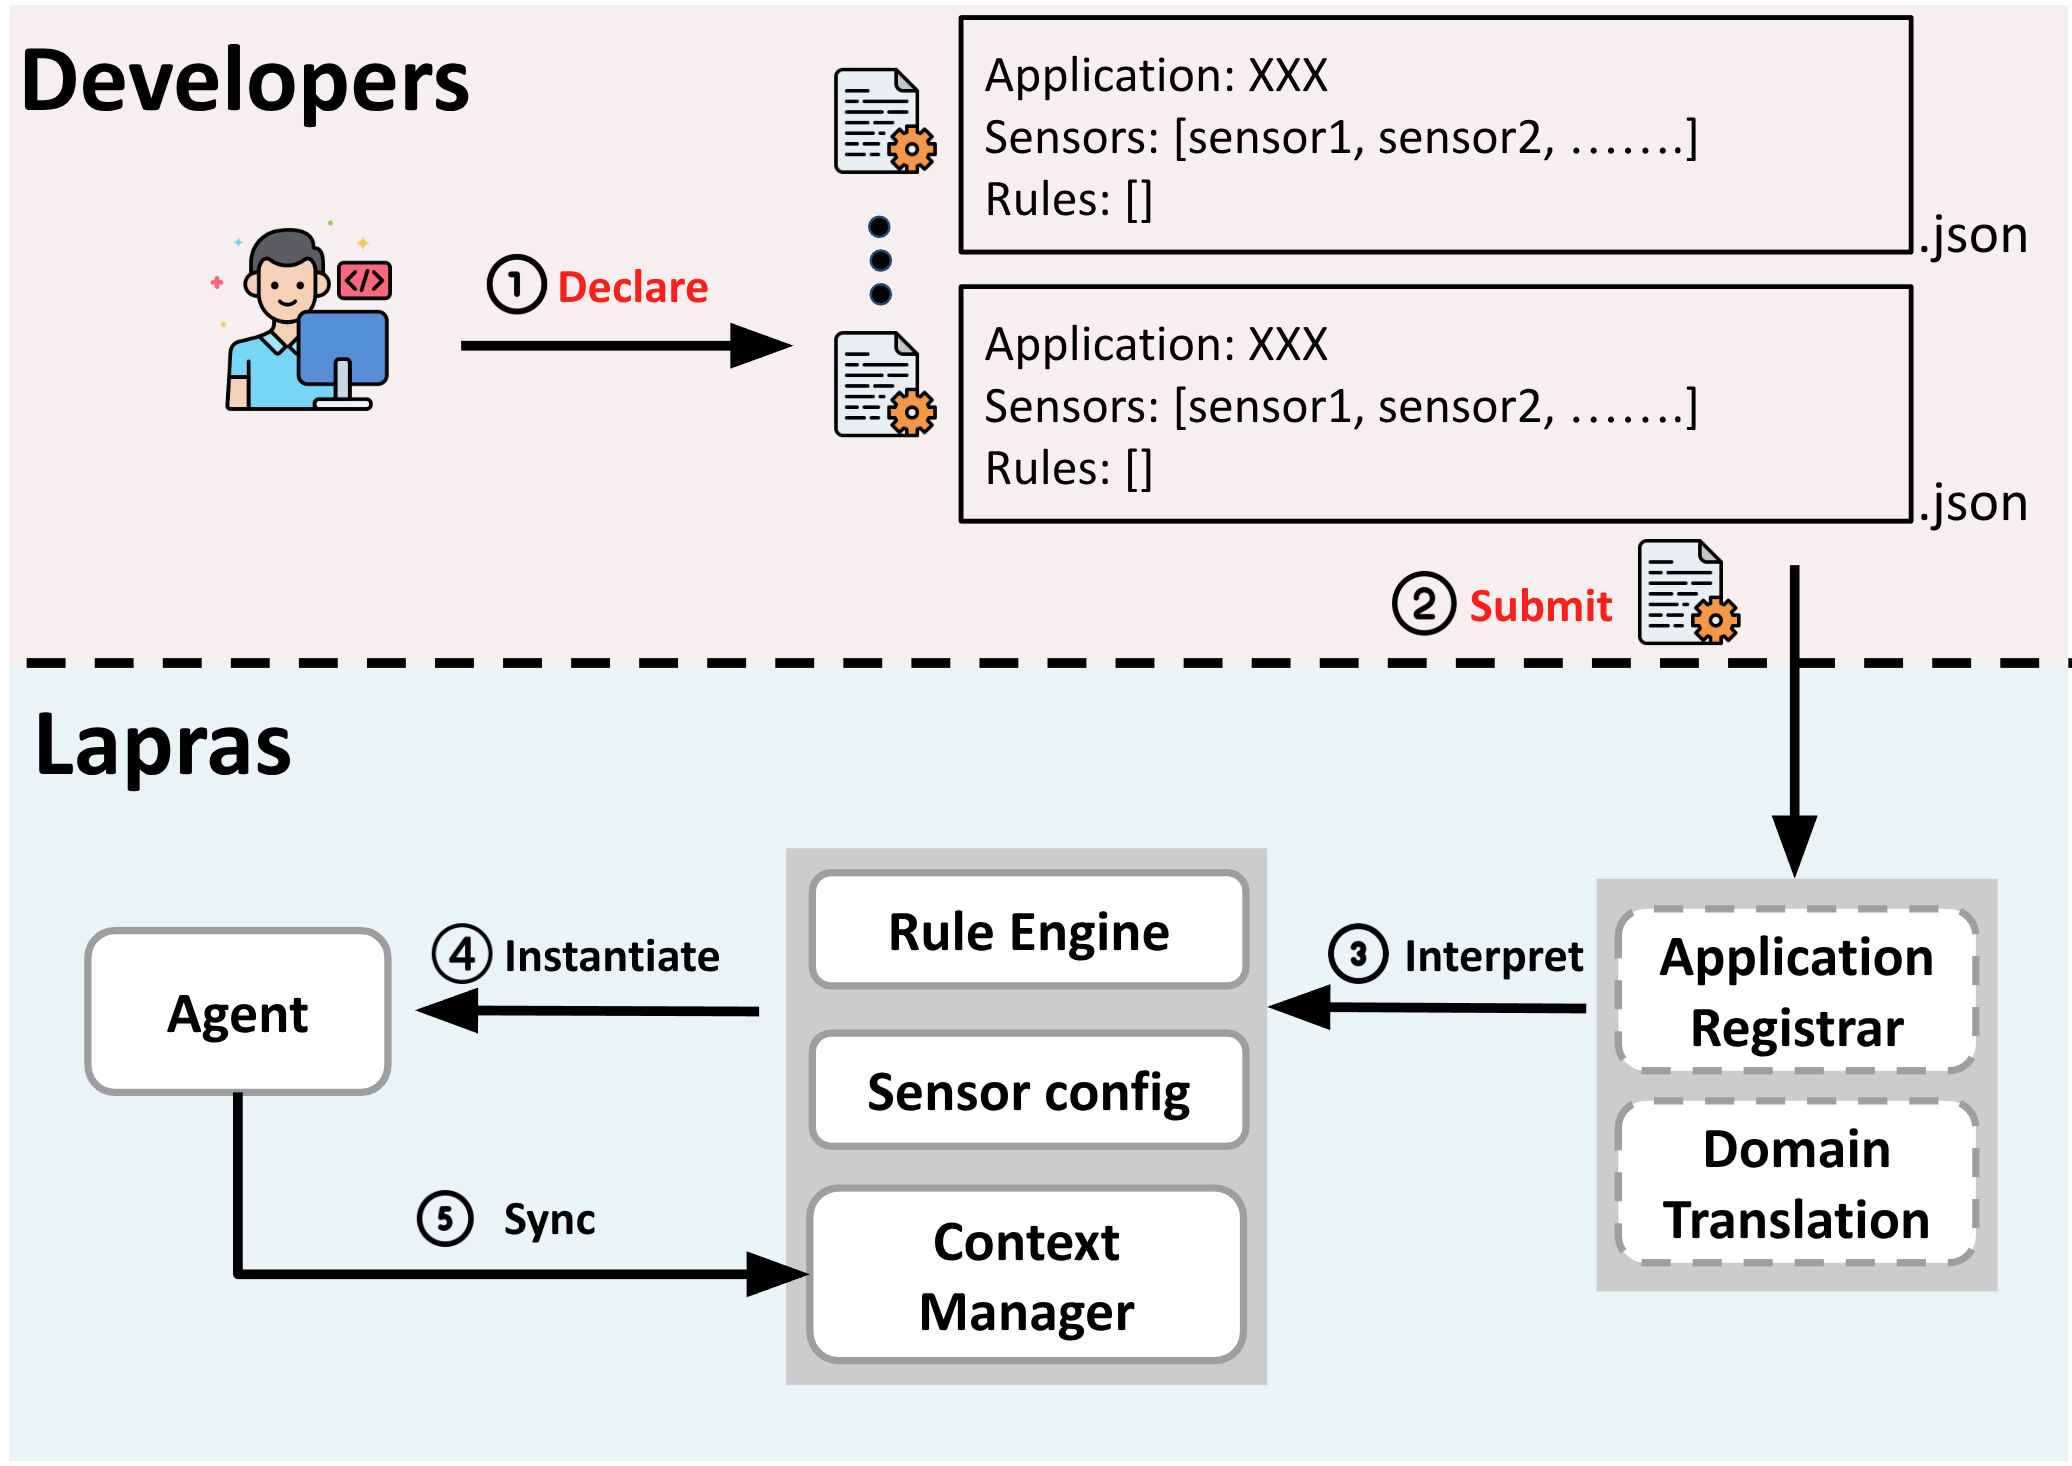 Developers
Application: XXX
Sensors: [sensor1, sensor2, …….]
Rules: []
.json
</>
1 Declare
Application: XXX
Sensors: [sensor1, sensor2, …….]
Rules: []
.json
2 Submit
Lapras
Rule Engine
Sensor config
Context
Manager
3 Interpret
Application
Registrar
Domain
Translation
4 Instantiate
Agent
5 Sync